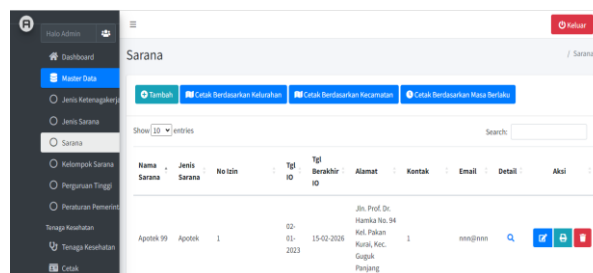 R
Keluar
Halo Admin
Dashboard
Master Data
Jenis Ketenagakerja
Jenis Sarana
Sarana
Kelompok Sarana
Perguruan Tinggi
Peraturan Pemerint
Tenaga Kesehatan
Tenaga Kesehatan
Cetak
Sarana
/ Sarana
Tambah
Cetak Berdasarkan Kelurahan
Cetak Berdasarkan Kecamatan
Cetak Berdasarkan Masa Berlaku
Show 10 entries
Search:
Nama Sarana
Jenis Sarana
No Izin
Tgl IO
Tgl Berakhir IO
Alamat
Kontak
Email
Detail
Aksi
Apotek 99
Apotek
1
02-
01-
2023
15-02-2026
Jln. Prof. Dr.
Hamka No. 94
Kel. Pakan
Kurai, Kec.
Guguk
Panjang
1
nnn@nnn